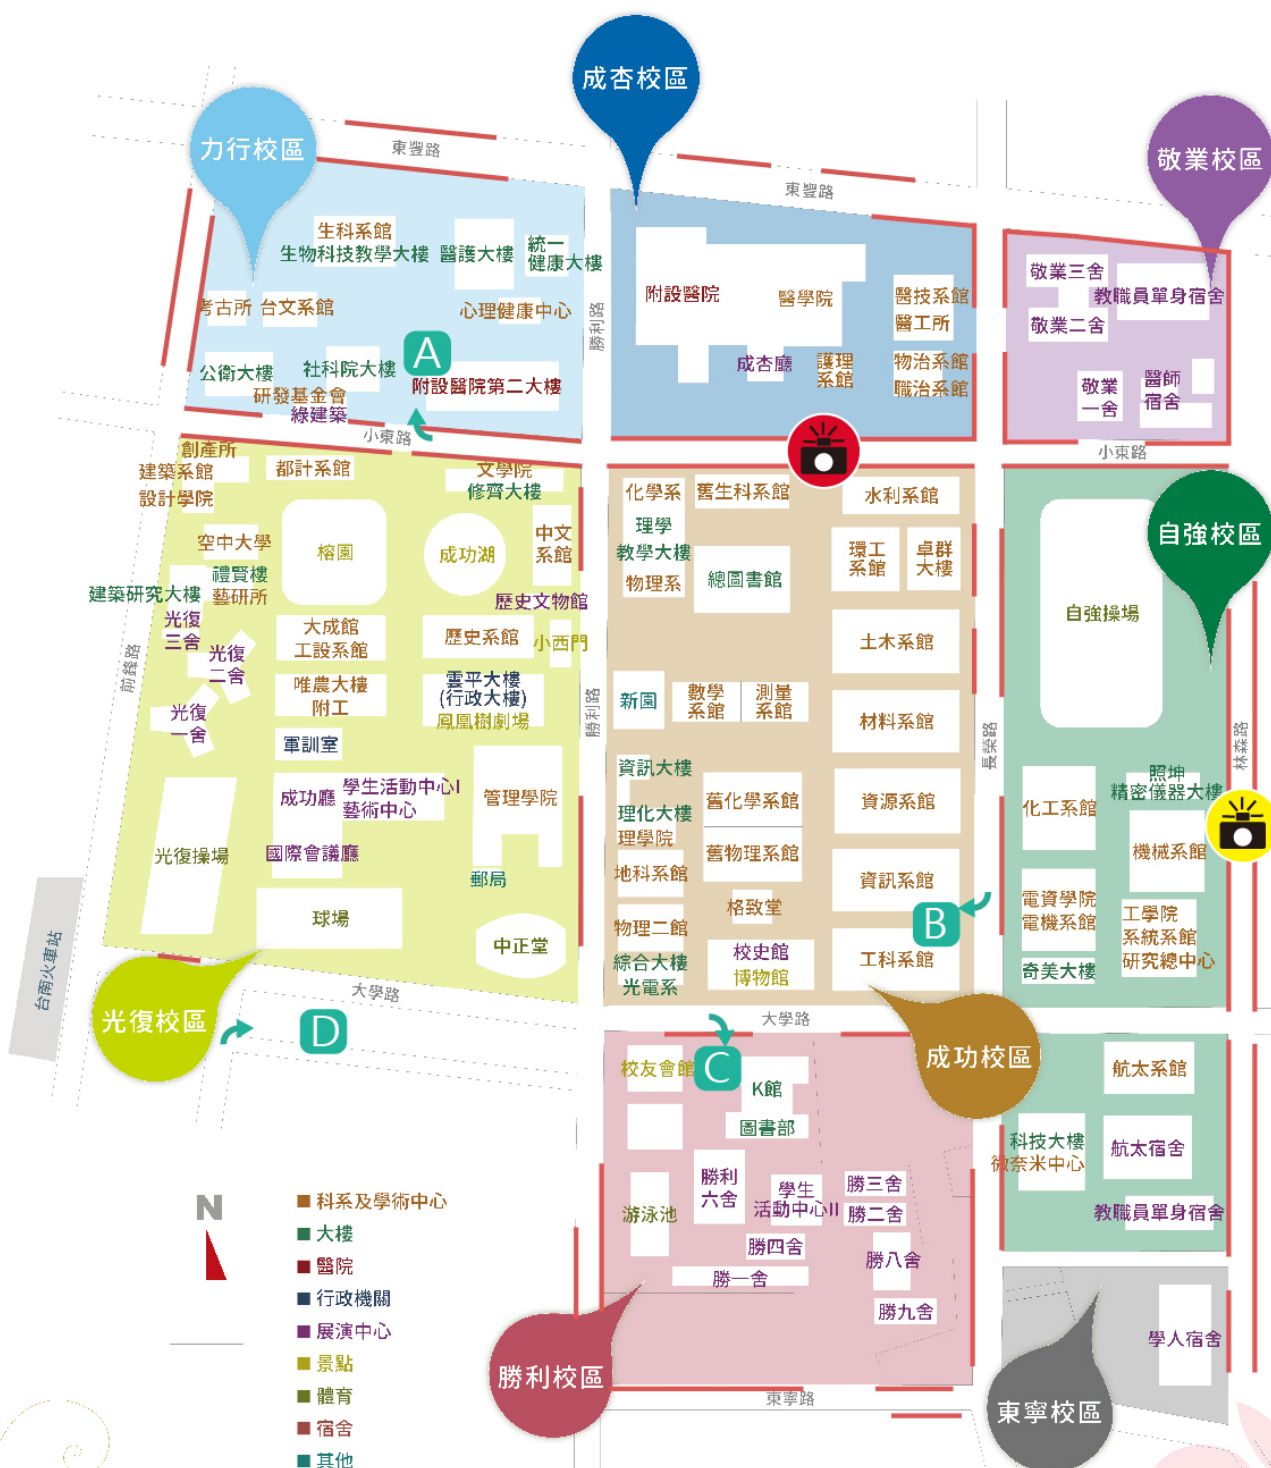 成杏校區
力行校區
敬業校區
東豐路
東豐路
生科系館
生物科技教學大樓
醫護大樓
統一
健康大樓
考古所
台文系館
心理健康中心
公衛大樓
社科院大樓
A
附設醫院第二大樓
研發基金會
綠建築
勝利路
附設醫院
醫學院
醫技系館
醫工所
成杏廳
護理
系館
物治系館
職治系館
敬業三舍
教職員單身宿舍
敬業二舍
敬業
一舍
醫師
宿舍
小東路
小東路
創產所
建築系館
設計學院
都計系館
文學院
修齊大樓
空中大學
榕園
成功湖
中文
系館
禮賢樓
建築研究大樓
藝研所
歷史文物館
光復
三舍
大成館
工設系館
歷史系館
小西門
光復
二舍
前鋒路
唯農大樓
附工
雲平大樓
(行政大樓)
鳳凰樹劇場
光復
一舍
軍訓室
成功廳
學生活動中心I
藝術中心
管理學院
光復操場
國際會議廳
郵局
球場
中正堂
台南火車站
光復校區
大學路
D
勝利路
化學系
舊生科系館
水利系館
理學
教學大樓
物理系
總圖書館
環工
系館
卓群
大樓
土木系館
新園
數學
系館
測量
系館
材料系館
資訊大樓
舊化學系館
資源系館
理化大樓
理學院
舊物理系館
地科系館
資訊系館
格致堂
B
物理二館
校史館
博物館
工科系館
綜合大樓
光電系
大學路
成功校區
長榮路
自強校區
自強操場
林森路
照坤
精密儀器大樓
化工系館
機械系館
電資學院
電機系館
工學院
系統系館
研究總中心
奇美大樓
航太系館
科技大樓
微奈米中心
航太宿舍
教職員單身宿舍
學人宿舍
東寧校區
校友會館
C
K館
圖書部
勝利
六舍
學生
活動中心II
勝三舍
勝二舍
游泳池
勝四舍
勝八舍
勝一舍
勝九舍
勝利校區
東寧路
N
科系及學術中心
大樓
醫院
行政機關
展演中心
景點
體育
宿舍
其他